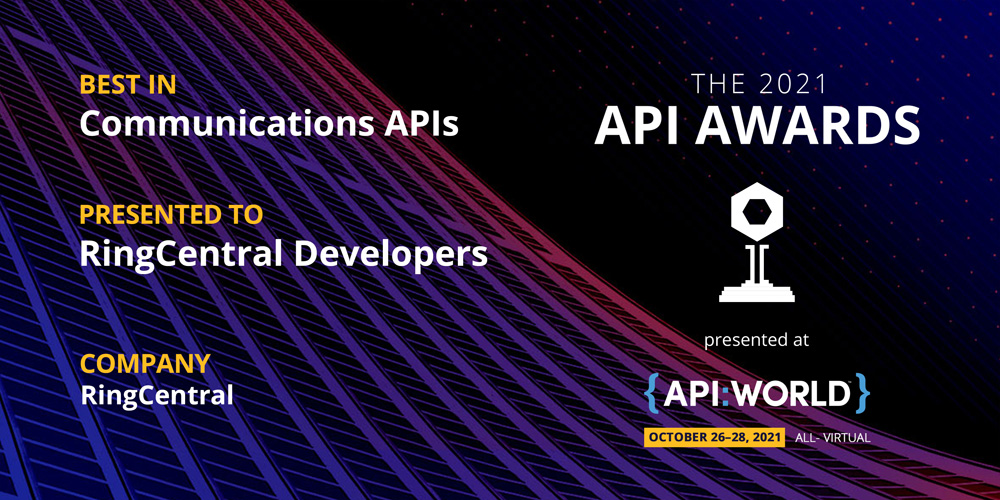 BEST IN
Communications APIs
PRESENTED TO
RingCentral Developers
COMPANY
RingCentral
THE 2021
API AWARDS
presented at
{API:WORLD}
OCTOBER 26–28, 2021 ALL- VIRTUAL